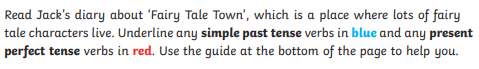 Read Jack's diary about 'Fairy Tale Town', which is a place where lots of fairy
tale characters live. Underline any simple past tense verbs in blue and any present
perfect tense verbs in red. Use the guide at the bottom of the page to help you.